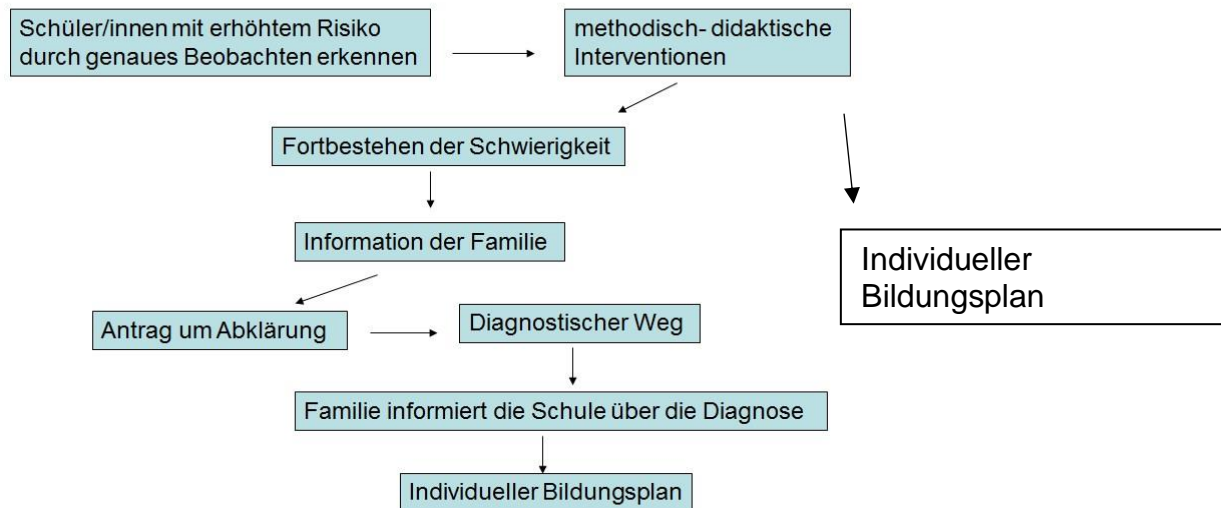 Schüler/innen mit erhöhtem Risiko
durch genaues Beobachten erkennen
methodisch- didaktische
Interventionen
Fortbestehen der Schwierigkeit
Information der Familie
Individueller
Bildungsplan
Antrag um Abklärung
Diagnostischer Weg
Familie informiert die Schule über die Diagnose
Individueller Bildungsplan